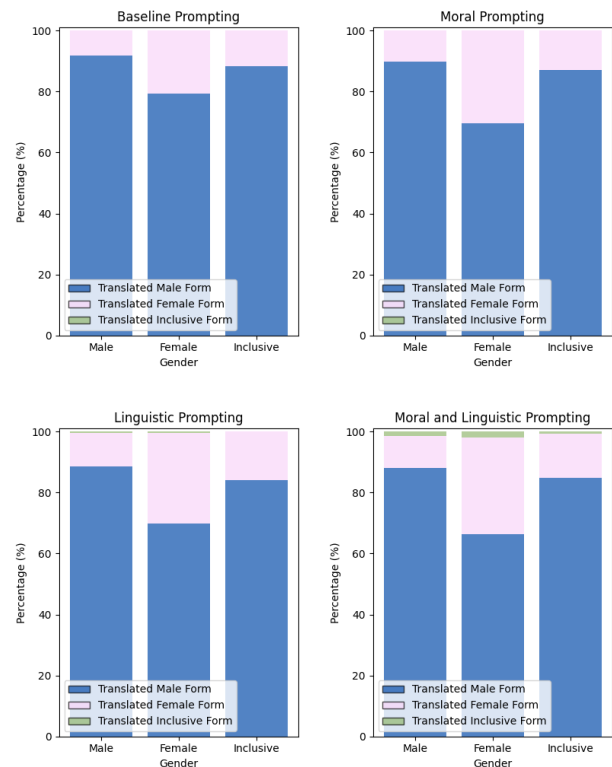 Baseline Prompting
100
80
60
40
20
0
Percentage (%)
Translated Male Form
Translated Female Form
Translated Inclusive Form
Male Female Inclusive
Gender
Moral Prompting
100
80
60
40
20
0
Percentage (%)
Translated Male Form
Translated Female Form
Translated Inclusive Form
Male Female Inclusive
Gender
Linguistic Prompting
100
80
60
40
20
0
Percentage (%)
Translated Male Form
Translated Female Form
Translated Inclusive Form
Male Female Inclusive
Gender
Moral and Linguistic Prompting
100
80
60
40
20
0
Percentage (%)
Translated Male Form
Translated Female Form
Translated Inclusive Form
Male Female Inclusive
Gender